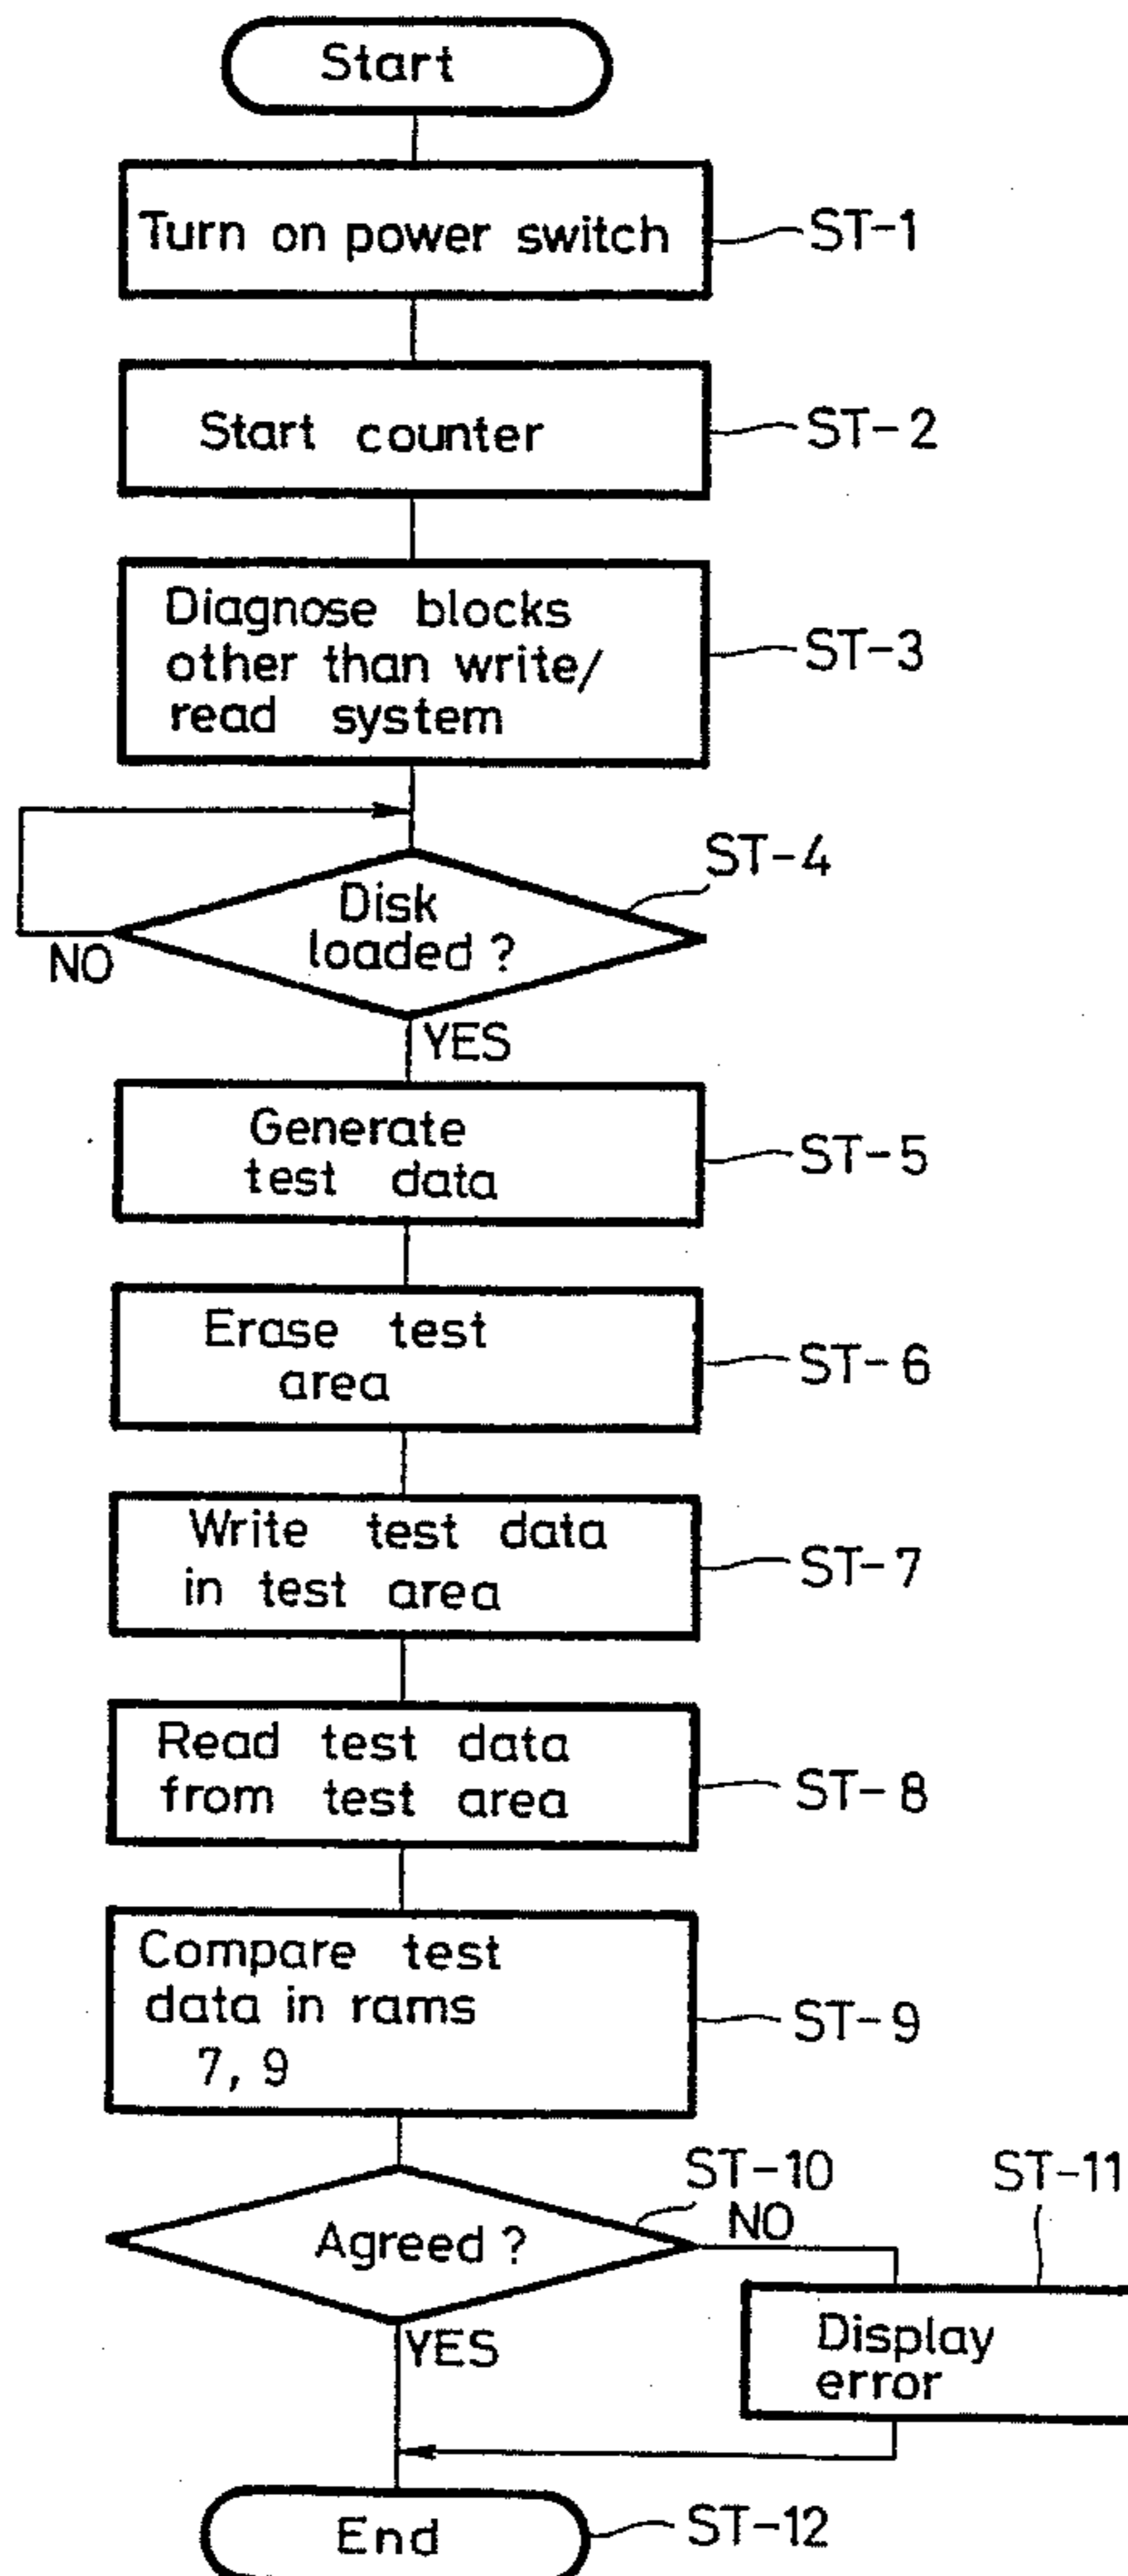 Start
Turn on power switch
ST-1
Start counter
ST-2
Diagnose blocks
other than write/
read system
ST-3
ST-4
Disk
loaded ?
NO
YES
Generate
test data
ST-5
Erase test
area
ST-6
Write test data
in test area
ST-7
Read test data
from test area
ST-8
Compare test
data in rams
7, 9
ST-9
ST-10
ST-11
Agreed ?
NO
YES
Display
error
End
ST-12